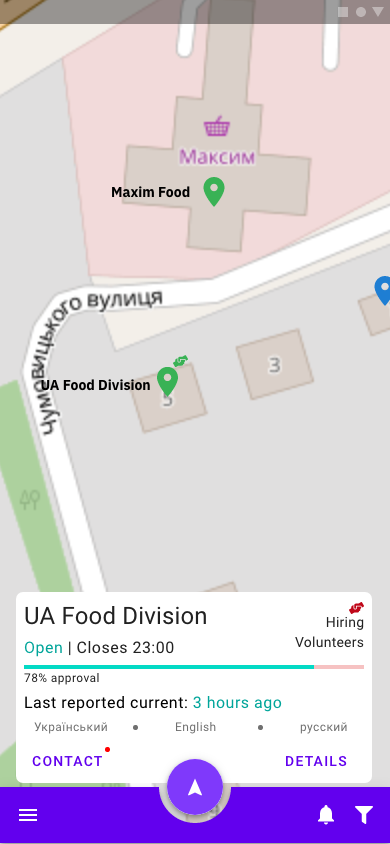 Максим
Maxim Food
Чумовицького вулиця
3
UA Food Division
5
UA Food Division
Hiring
Volunteers
Open | Closes 23:00
78% approval
Last reported current: 3 hours ago
Український • English • русский
CONTACT
DETAILS